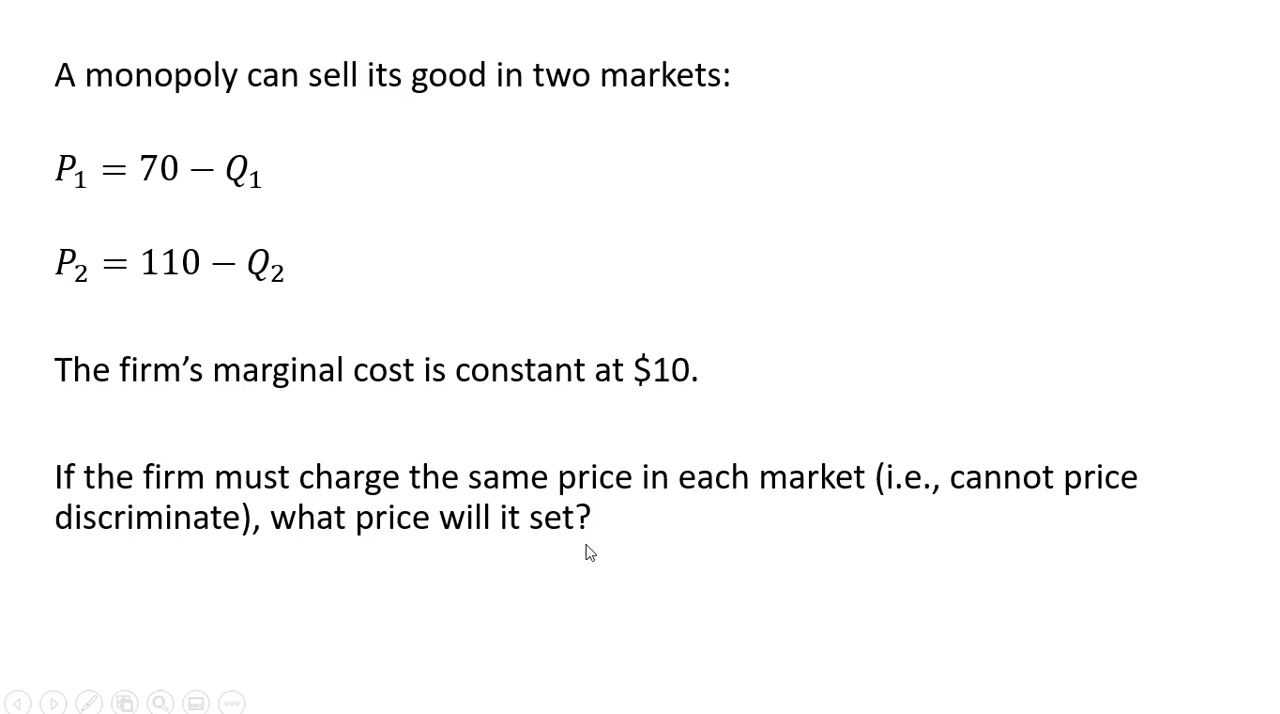 A monopoly can sell its good in two markets:
P₁ = 70 − Q₁
P₂ = 110 − Q₂
The firm’s marginal cost is constant at $10.
If the firm must charge the same price in each market (i.e., cannot price
discriminate), what price will it set?